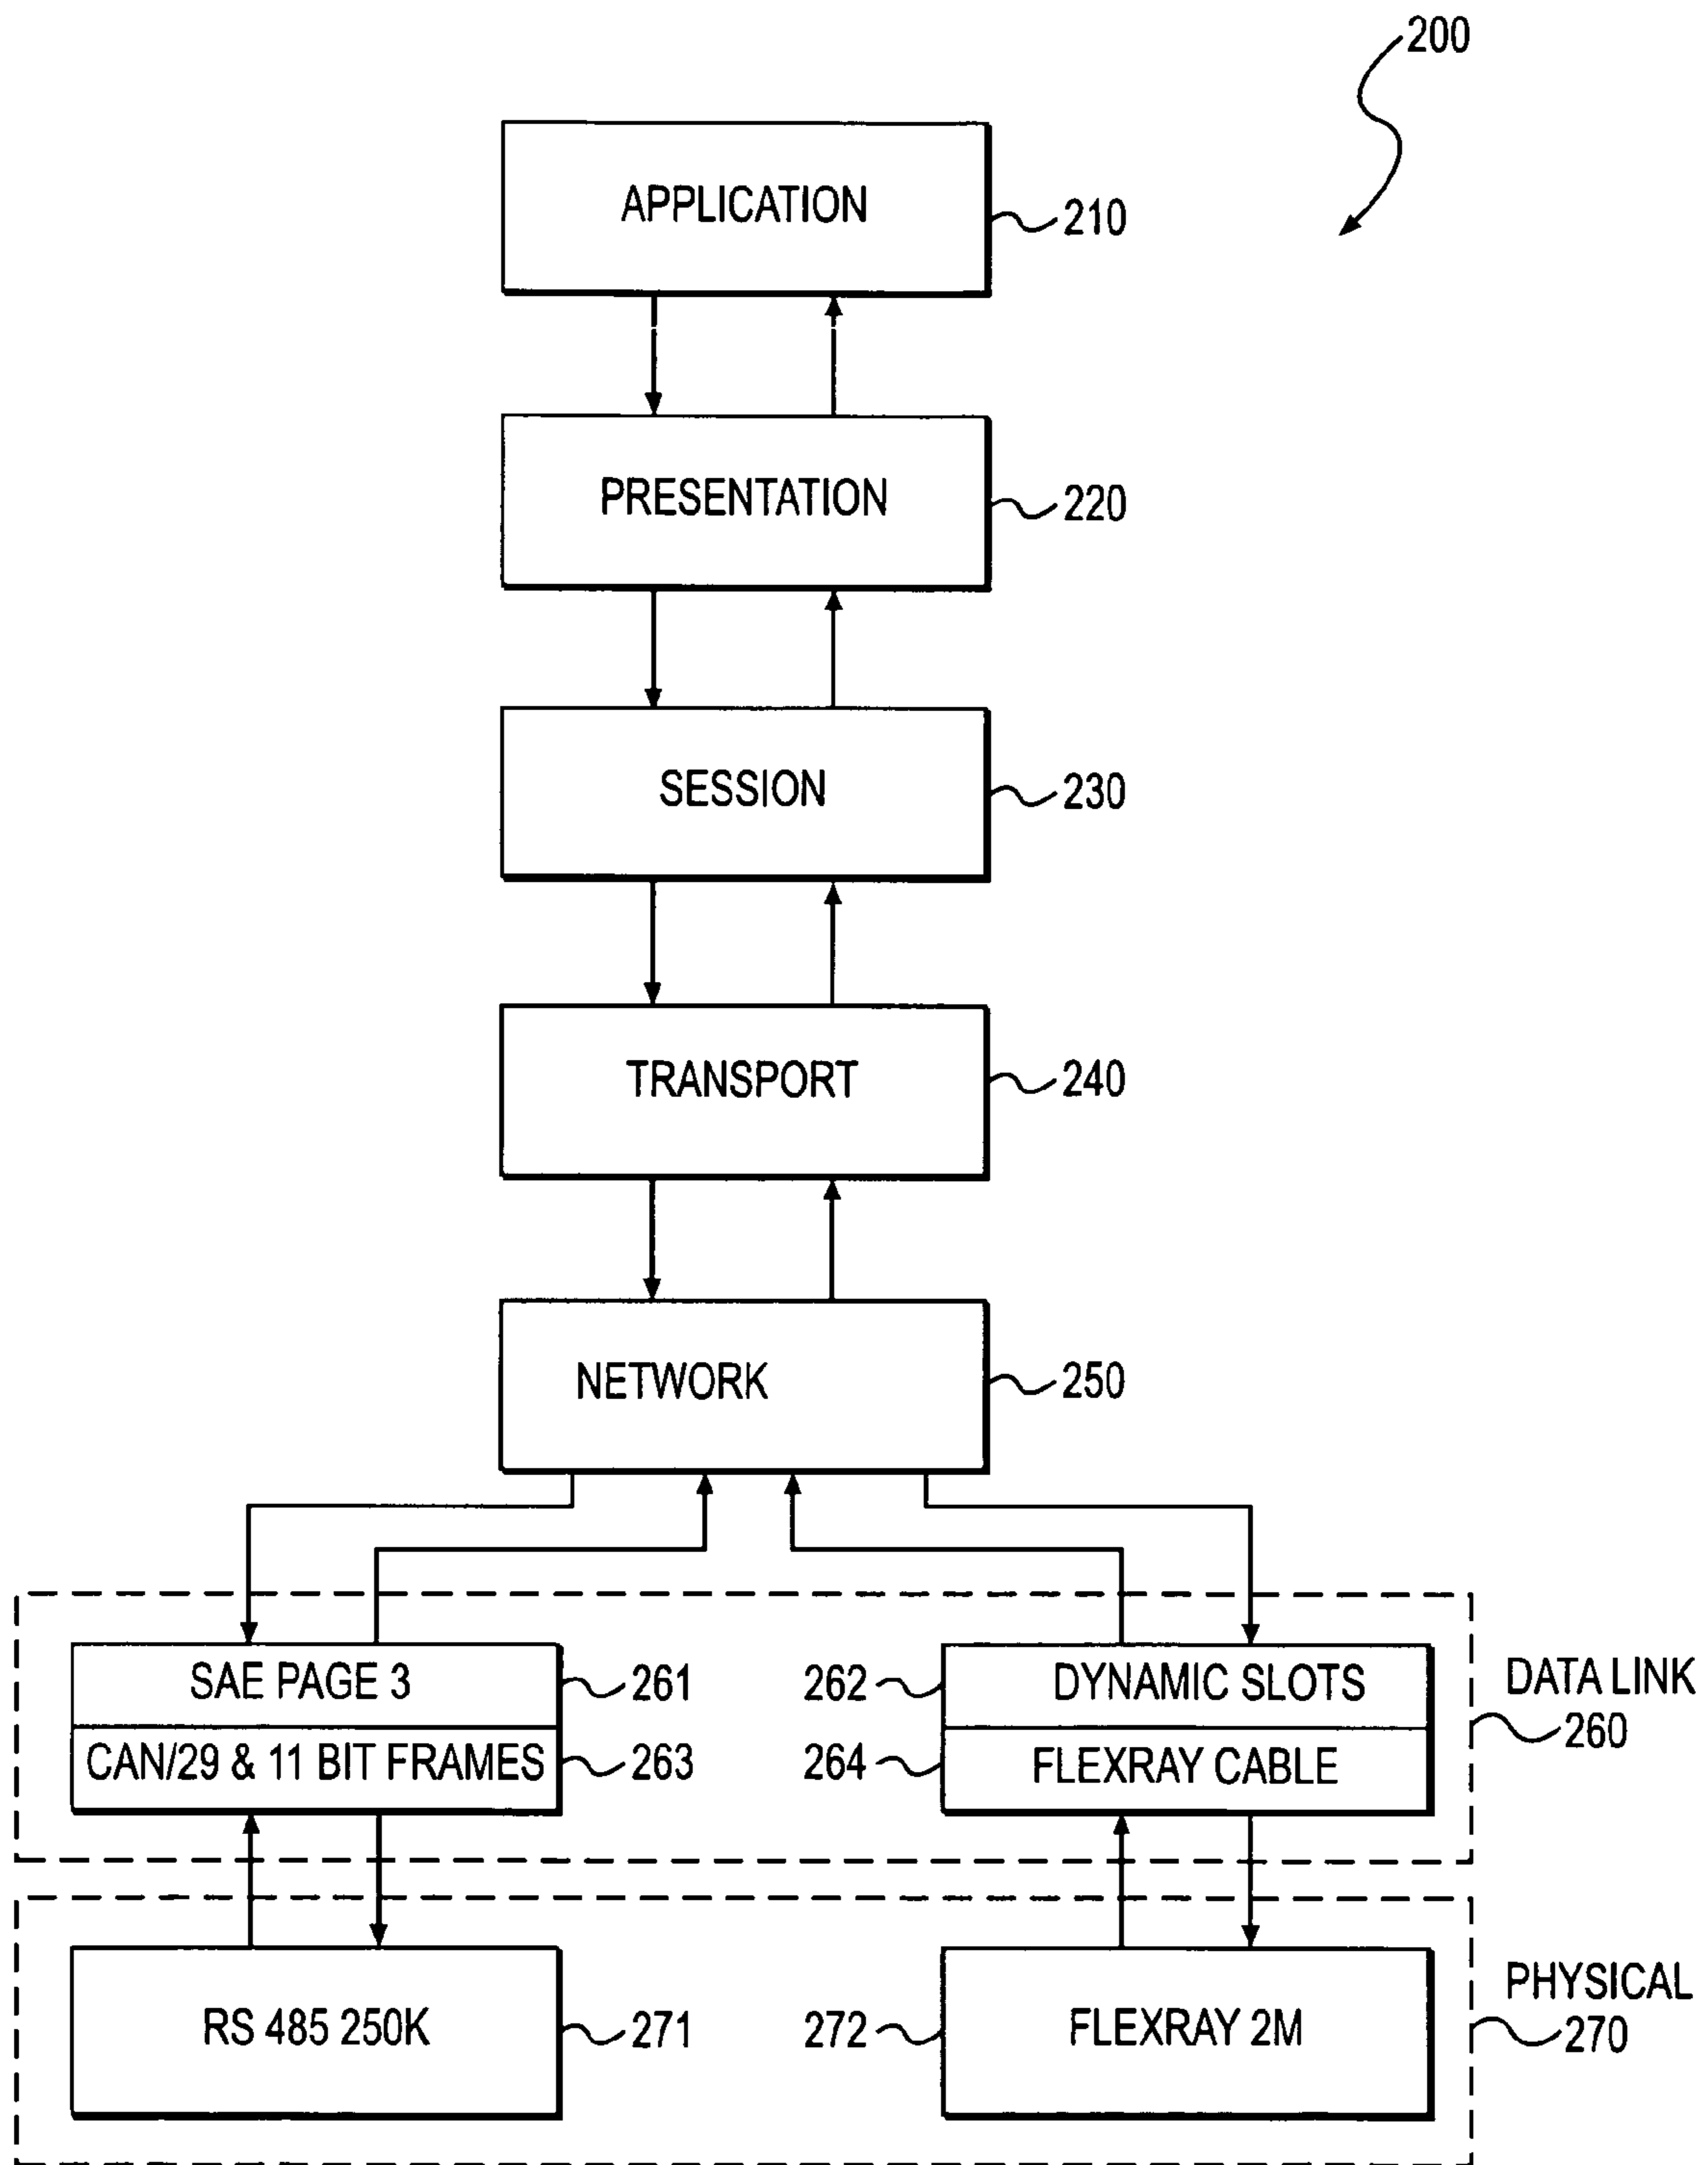 200
APPLICATION
210
PRESENTATION
220
SESSION
230
TRANSPORT
240
NETWORK
250
SAE PAGE 3
261
262
DYNAMIC SLOTS
DATA LINK
260
CAN/29 & 11 BIT FRAMES
263
264
FLEXRAY CABLE
PHYSICAL
270
RS 485 250K
271
272
FLEXRAY 2M